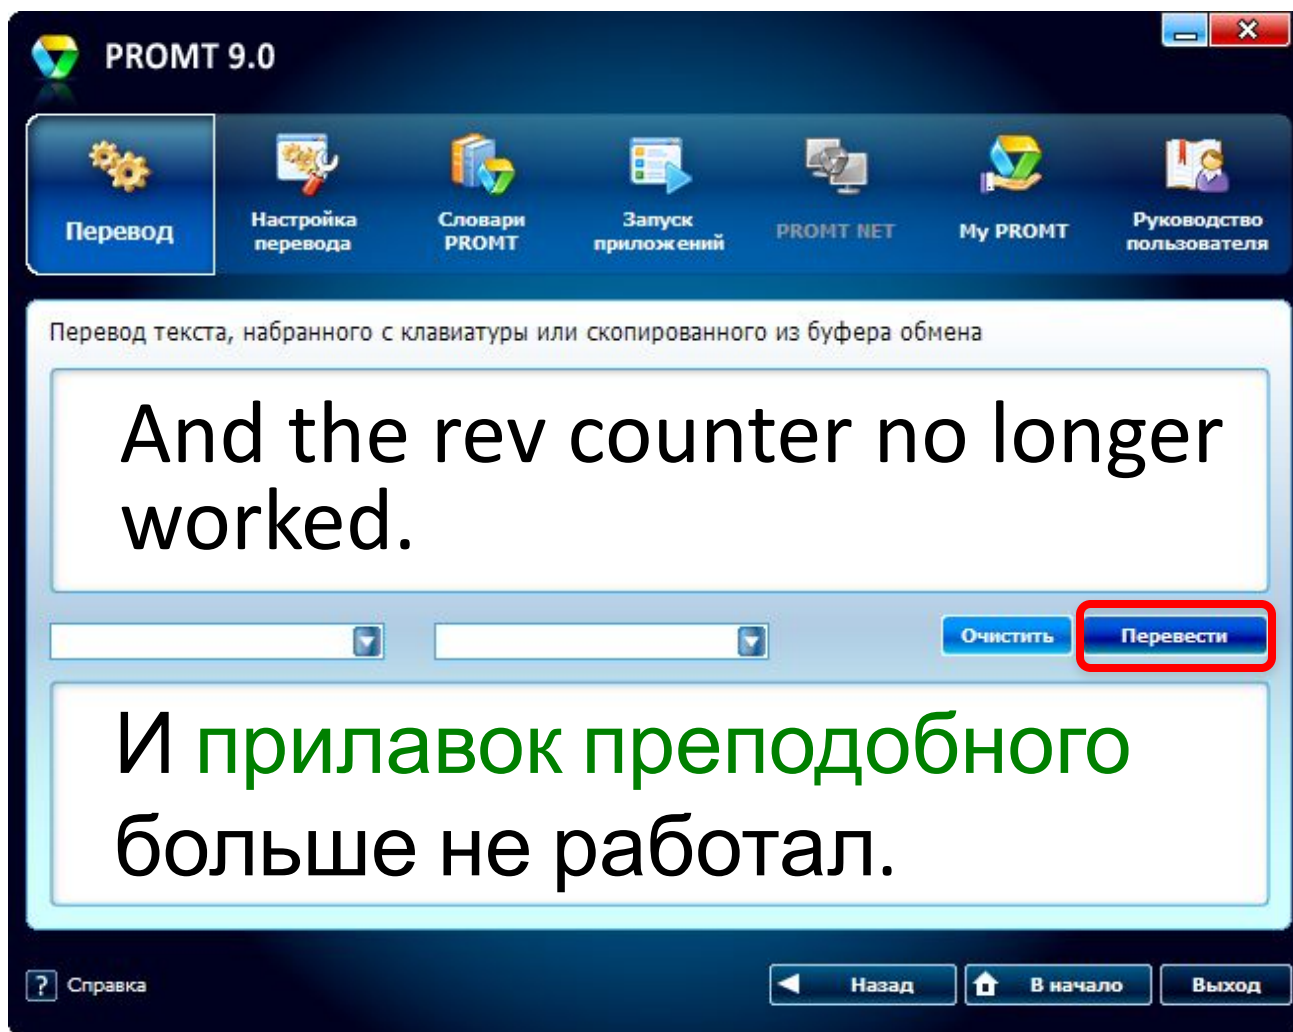 PROMT 9.0
Перевод
Настройка
перевода
Словари
PROMT
Запуск
приложений
PROMT NET
My PROMT
Руководство
пользователя
Перевод текста, набранного с клавиатуры или скопированного из буфера обмена
And the rev counter no longer
worked.
Очистить
Перевести
И прилавок преподобного
больше не работал.
? Справка
Назад
В начало
Выход